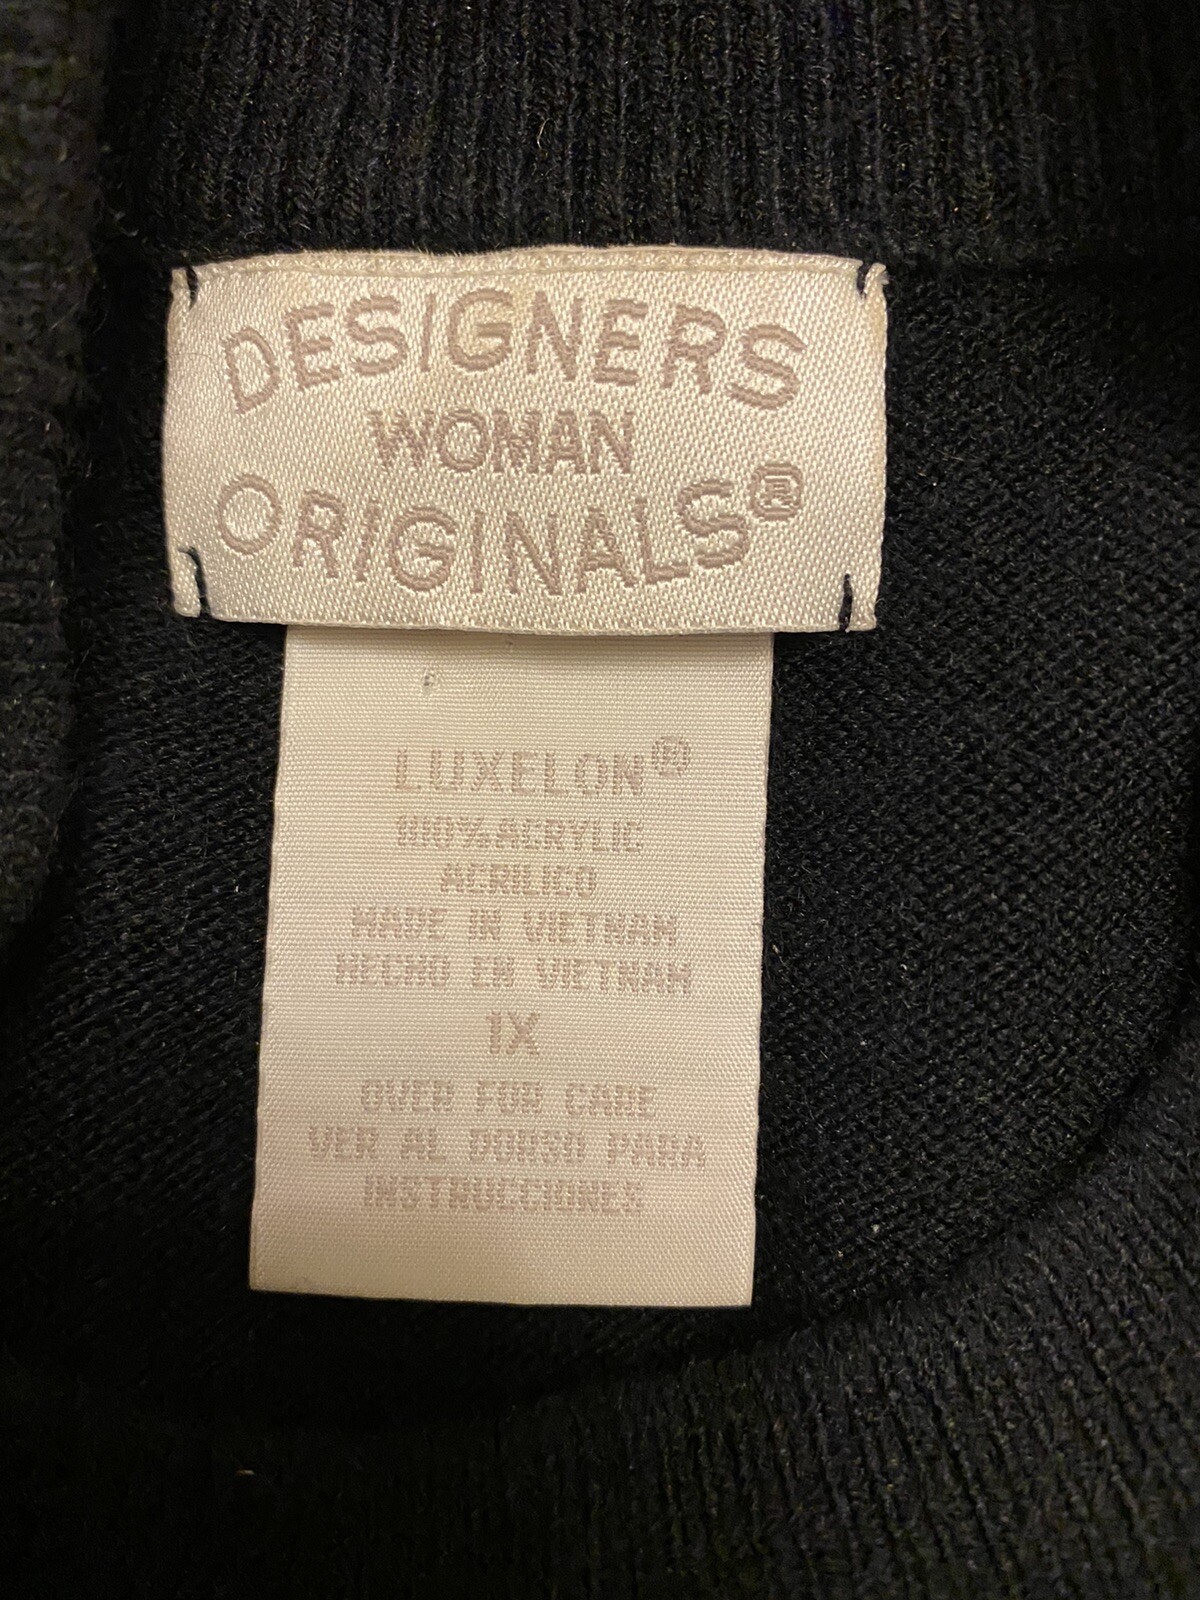 DESIGNERS
WOMAN
ORIGINALS®
LUXELON®
100% ACRYLIC
ACRILICO
MADE IN VIETNAM
HECHO EN VIETNAM
1X
OVER FOR CARE
VER AL DORSO PARA
INSTRUCCIONES